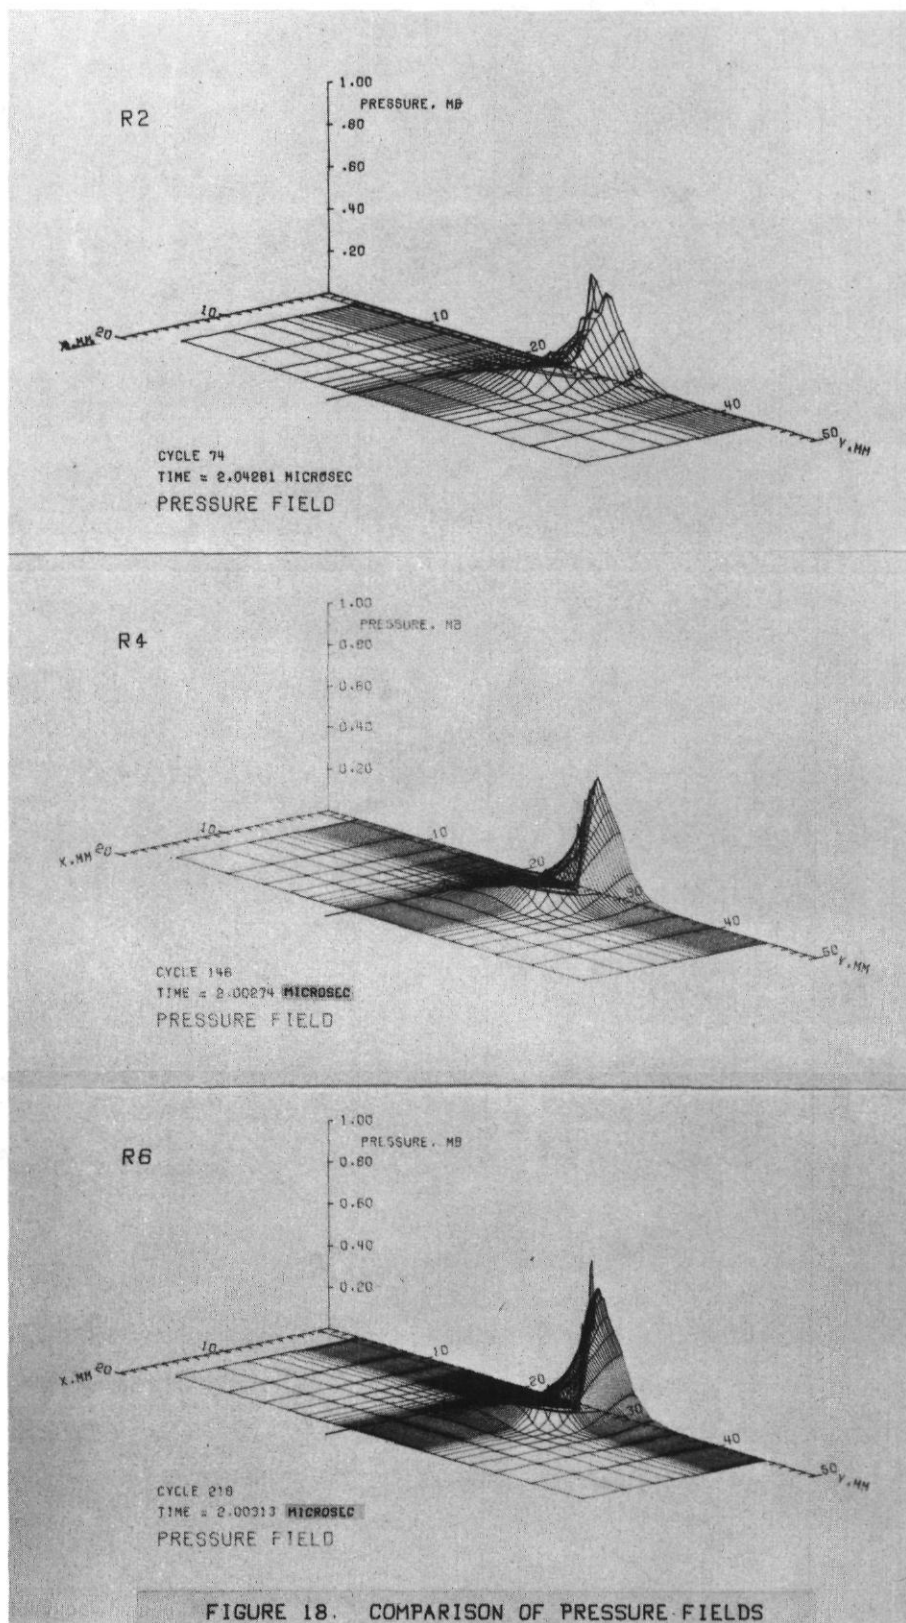 R2
1.00
PRESSURE, MB
.80
.60
.40
.20
20
10
10
20
30
40
50 Y,MM
CYCLE 74
TIME = 2.04281 MICROSEC
PRESSURE FIELD
R4
1.00
PRESSURE, MB
0.80
0.60
0.40
0.20
X,MM 20
10
10
20
30
40
50 Y,MM
CYCLE 146
TIME = 2.00274 MICROSEC
PRESSURE FIELD
R6
1.00
PRESSURE, MB
0.80
0.60
0.40
0.20
X,MM 20
10
10
20
30
40
50 Y,MM
CYCLE 218
TIME = 2.00313 MICROSEC
PRESSURE FIELD
FIGURE 18. COMPARISON OF PRESSURE FIELDS